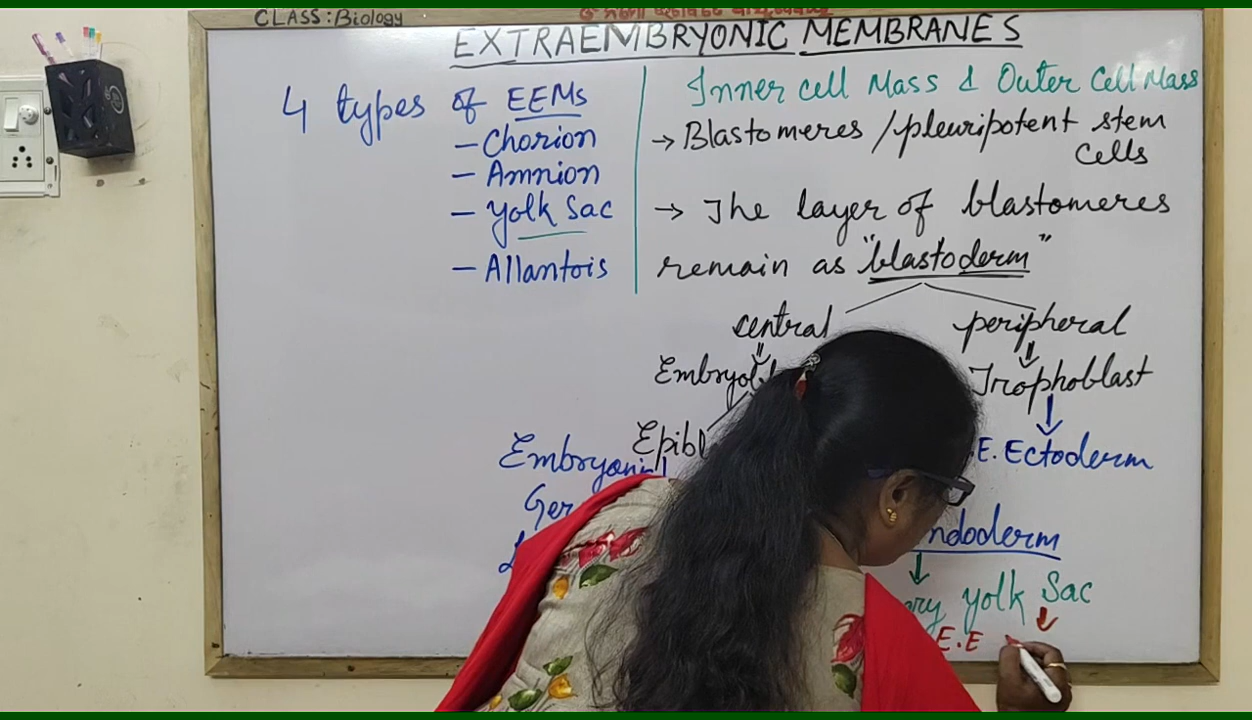 CLASS: Biology
EXTRAEMBRYONIC MEMBRANES
4 types of EEMs
- Chorion
- Amnion
- Yolk Sac
- Allantois
Inner cell Mass & Outer Cell Mass
→ Blastomeres / pleuripotent stem
cells
→ The layer of blastomeres
remain as "blastoderm"
central peripheral
Trophoblast
E. Ectoderm
Embryonic
Yolk Sac
E.E